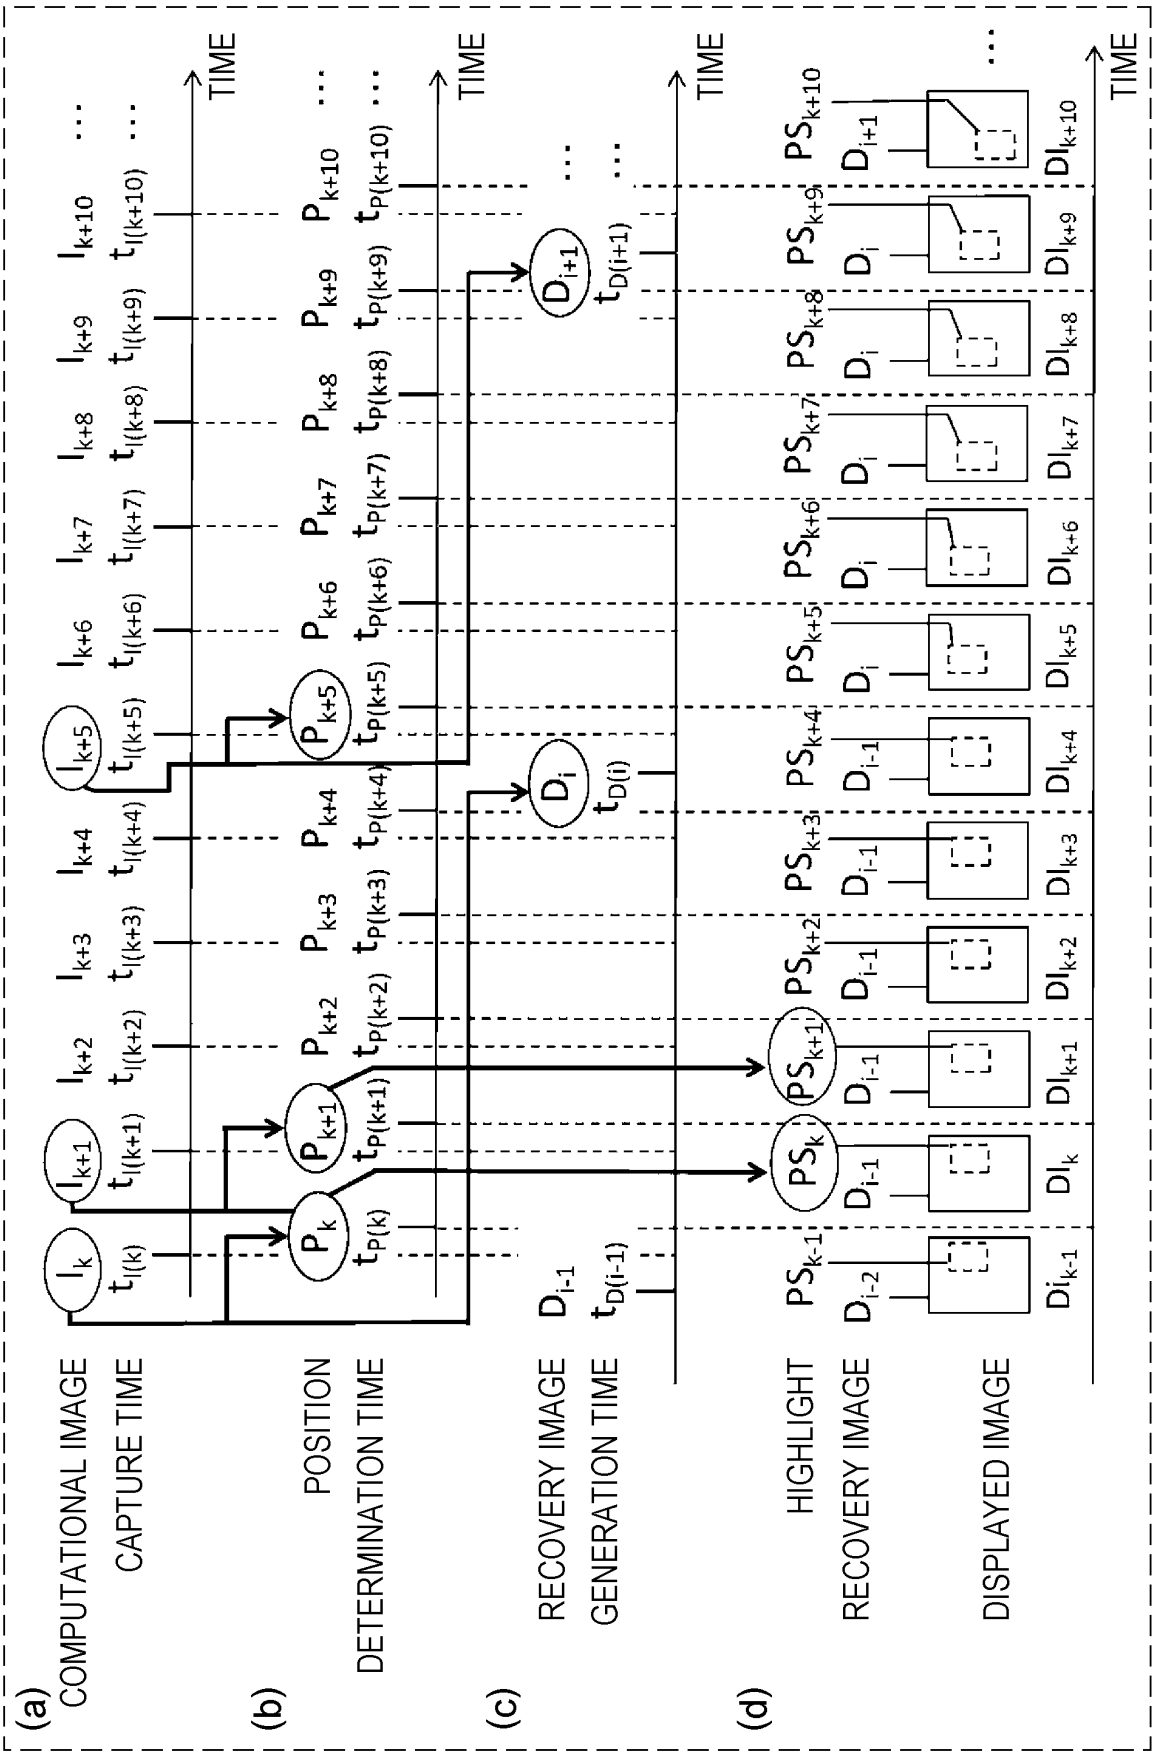 (a)
COMPUTATIONAL IMAGE I_k I_k+1 I_k+2 I_k+3 I_k+4 I_k+5 I_k+6 I_k+7 I_k+8 I_k+9 I_k+10 ...
CAPTURE TIME t_I(k) t_I(k+1) t_I(k+2) t_I(k+3) t_I(k+4) t_I(k+5) t_I(k+6) t_I(k+7) t_I(k+8) t_I(k+9) t_I(k+10) ...
TIME
(b)
POSITION P_k P_k+1 P_k+2 P_k+3 P_k+4 P_k+5 P_k+6 P_k+7 P_k+8 P_k+9 P_k+10 ...
DETERMINATION TIME t_P(k) t_P(k+1) t_P(k+2) t_P(k+3) t_P(k+4) t_P(k+5) t_P(k+6) t_P(k+7) t_P(k+8) t_P(k+9) t_P(k+10) ...
TIME
(c)
RECOVERY IMAGE D_i-1 D_i D_i+1 ...
GENERATION TIME t_D(i-1) t_D(i) t_D(i+1) ...
TIME
(d)
HIGHLIGHT PS_k-1 PS_k PS_k+1 PS_k+2 PS_k+3 PS_k+4 PS_k+5 PS_k+6 PS_k+7 PS_k+8 PS_k+9 PS_k+10
RECOVERY IMAGE D_i-2 D_i-1 D_i-1 D_i-1 D_i-1 D_i-1 D_i D_i D_i D_i D_i D_i+1
DISPLAYED IMAGE ...
Di_k-1 DI_k DI_k+1 DI_k+2 DI_k+3 DI_k+4 DI_k+5 DI_k+6 DI_k+7 DI_k+8 DI_k+9 DI_k+10
TIME